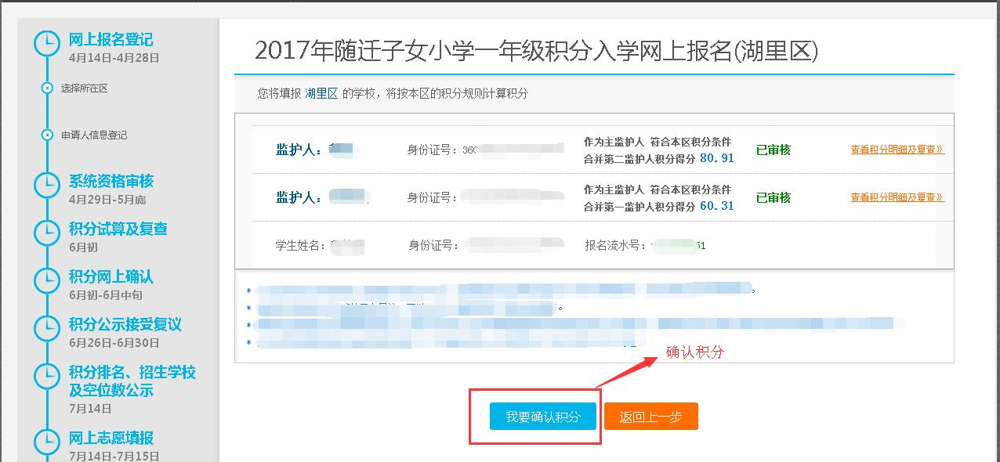 网上报名登记
4月14日-4月28日
选择所在区
申请人信息登记
系统资格审核
4月29日-5月底
积分试算及复查
6月初
积分网上确认
6月初-6月中旬
积分公示接受复议
6月26日-6月30日
积分排名、招生学校
及空位数公示
7月14日
网上志愿填报
7月14日-7月15日
2017年随迁子女小学一年级积分入学网上报名(湖里区)
您将填报 湖里区 的学校，将按本区的积分规则计算积分
监护人：
身份证号：360
作为主监护人 符合本区积分条件
合并第二监护人积分得分 80.91
已审核
查看积分明细及复查》
监护人：
身份证号：
作为主监护人 符合本区积分条件
合并第一监护人积分得分 60.31
已审核
查看积分明细及复查》
学生姓名：
身份证号：
报名流水号：51
*
*
*
*
确认积分
我要确认积分
返回上一步